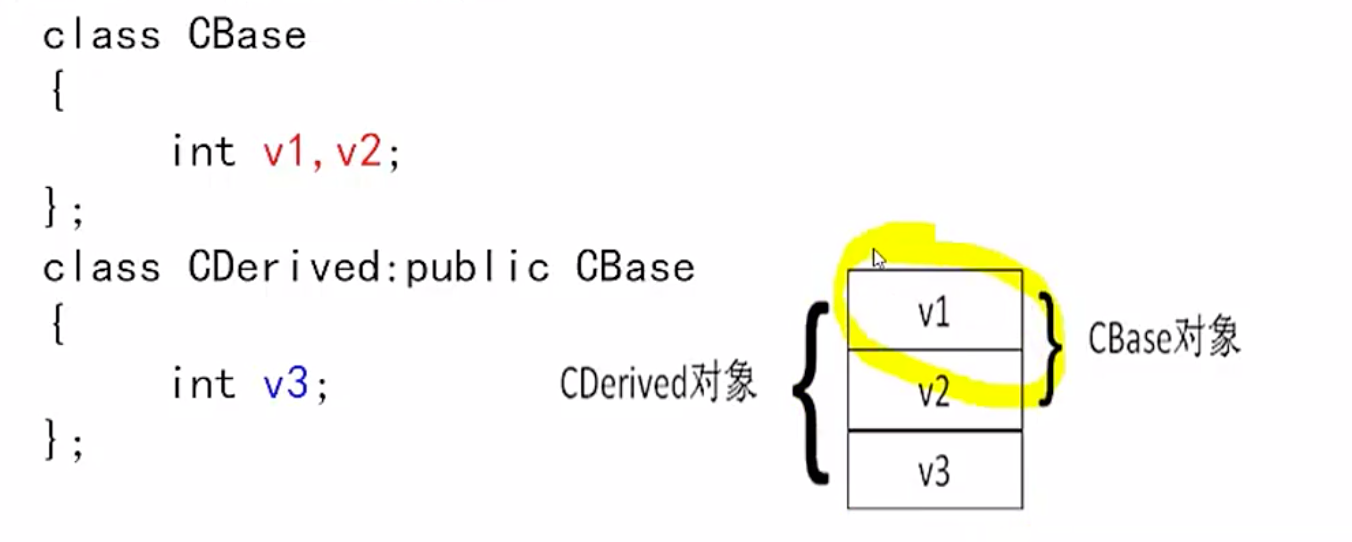 class CBase
{
int v1,v2;
};
class CDerived:public CBase
{
int v3;
};
CDerived对象
v1
v2
v3
CBase对象